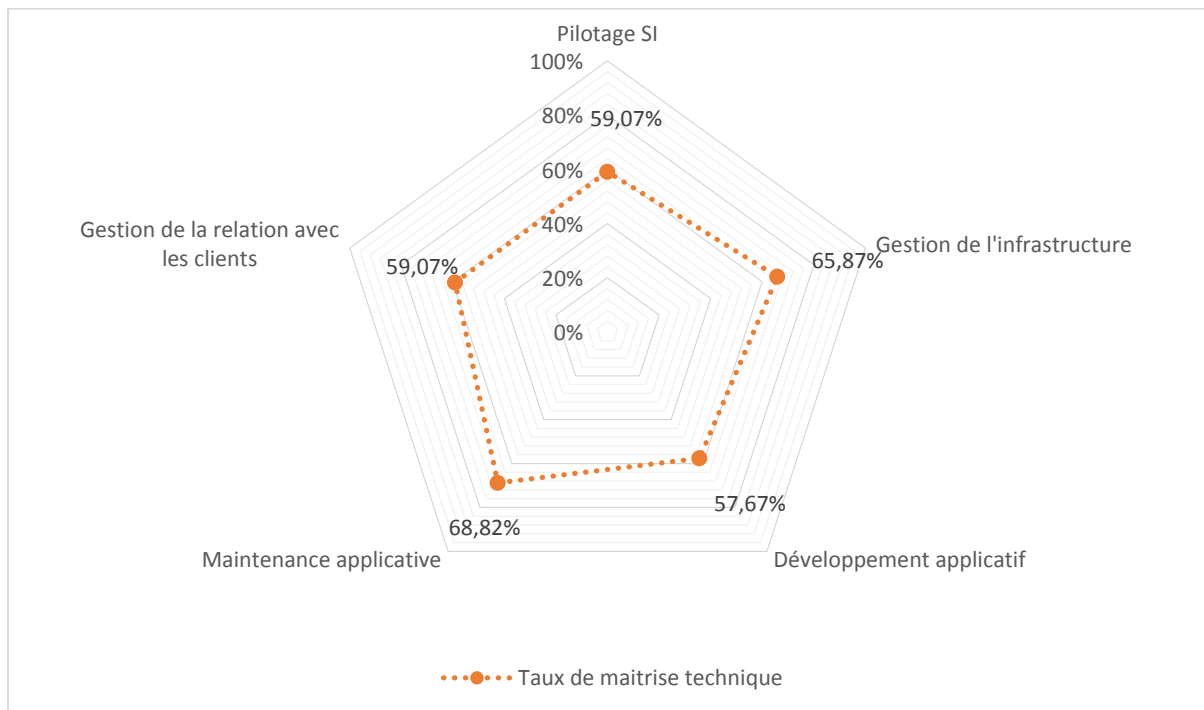 Pilotage SI
100%
80%
59,07%
60%
40%
20%
0%
Gestion de l'infrastructure
65,87%
Gestion de la relation avec
les clients
59,07%
57,67%
68,82%
Maintenance applicative
Développement applicatif
Taux de maitrise technique